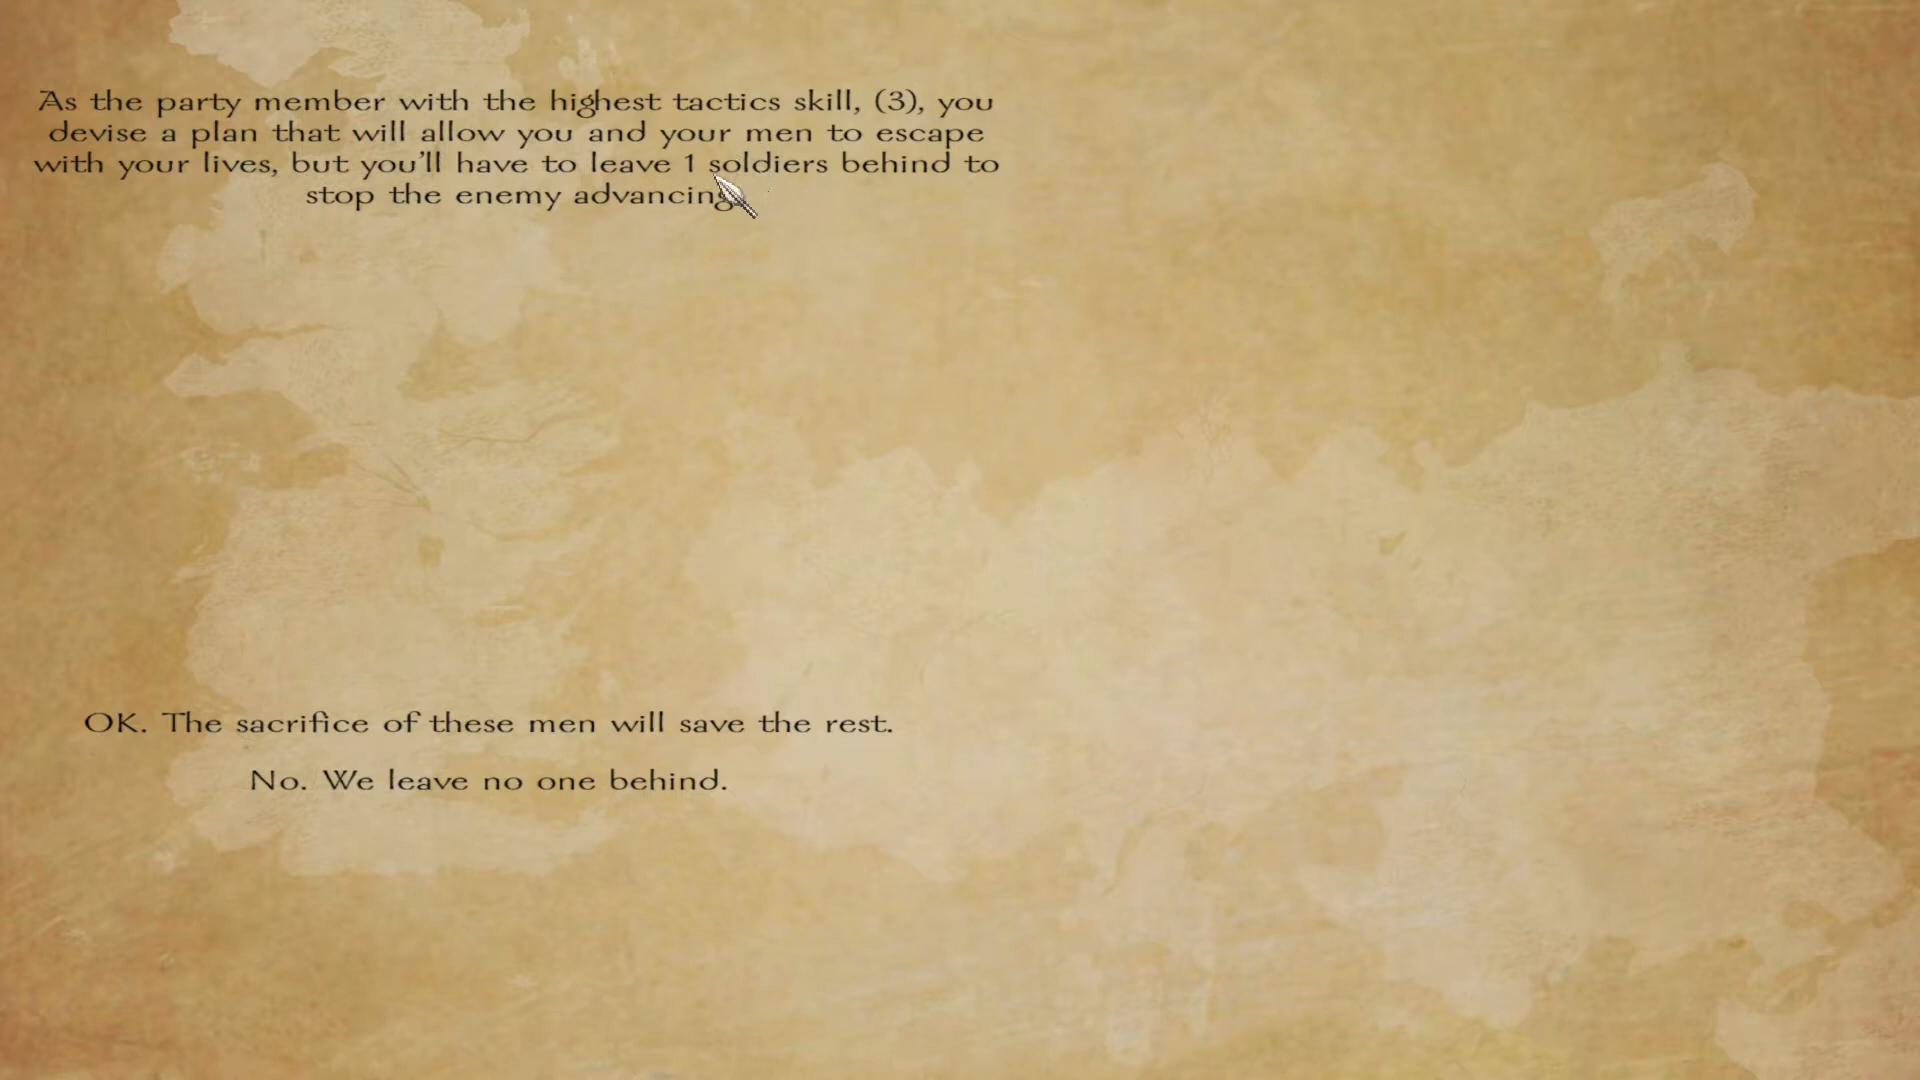 As the party member with the highest tactics skill, (3), you
devise a plan that will allow you and your men to escape
with your lives, but you'll have to leave 1 soldiers behind to
stop the enemy advancing.
OK. The sacrifice of these men will save the rest.
No. We leave no one behind.